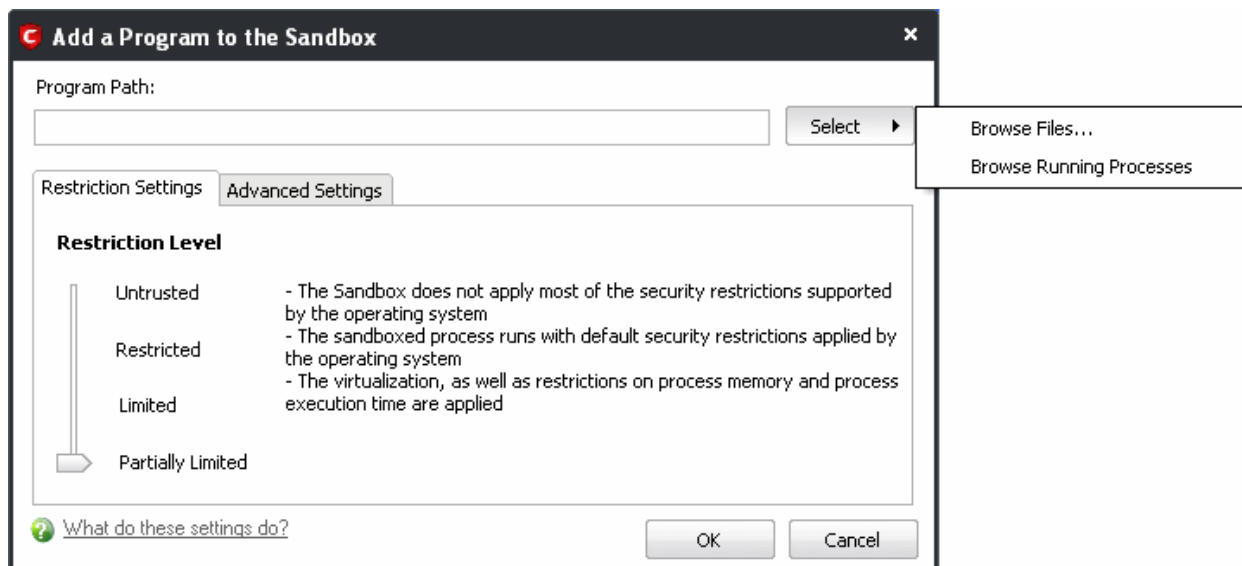 Add a Program to the Sandbox
Program Path:
Select
Browse Files...
Browse Running Processes
Restriction Settings
Advanced Settings
Restriction Level
Untrusted
Restricted
Limited
Partially Limited
- The Sandbox does not apply most of the security restrictions supported
by the operating system
- The sandboxed process runs with default security restrictions applied by
the operating system
- The virtualization, as well as restrictions on process memory and process
execution time are applied
What do these settings do?
OK
Cancel